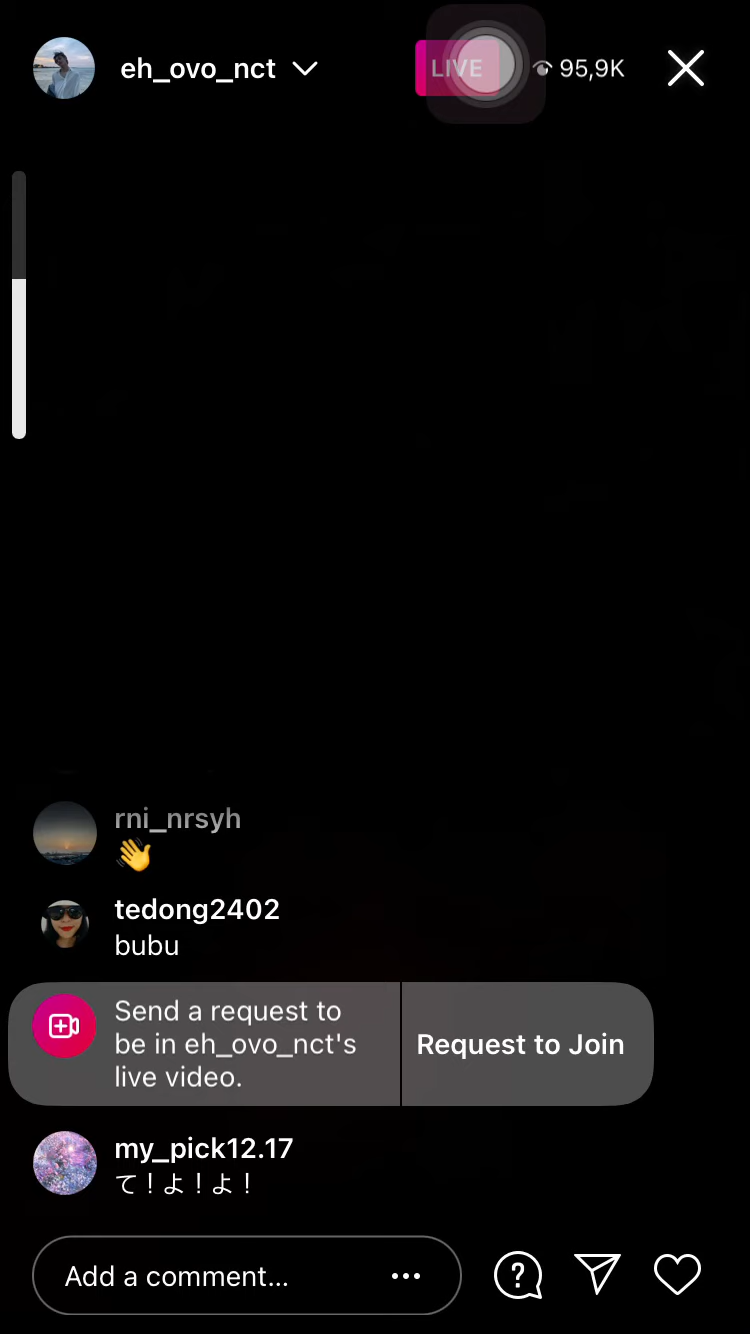 eh_ovo_nct
LIVE
95,9K
rni_nrsyh
👋
tedong2402
bubu
Send a request to
be in eh_ovo_nct's
live video.
Request to Join
my_pick12.17
て！よ！よ！
Add a comment...